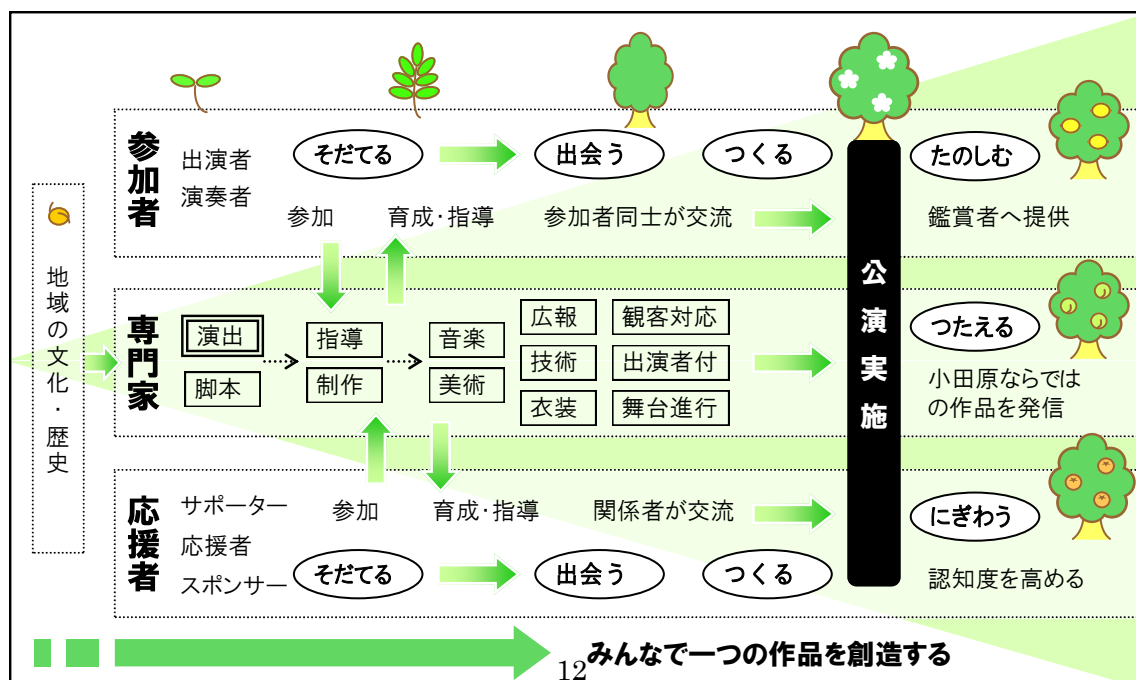 地域の文化・歴史
参加者
出演者
演奏者
そだてる
出会う
つくる
たのしむ
参加
育成・指導
参加者同士が交流
鑑賞者へ提供
専門家
演出
脚本
指導
制作
音楽
美術
広報
観客対応
技術
出演者付
衣装
舞台進行
公演実施
つたえる
小田原ならでは
の作品を発信
応援者
サポーター
応援者
スポンサー
参加
育成・指導
関係者が交流
そだてる
出会う
つくる
にぎわう
認知度を高める
12
みんなで一つの作品を創造する